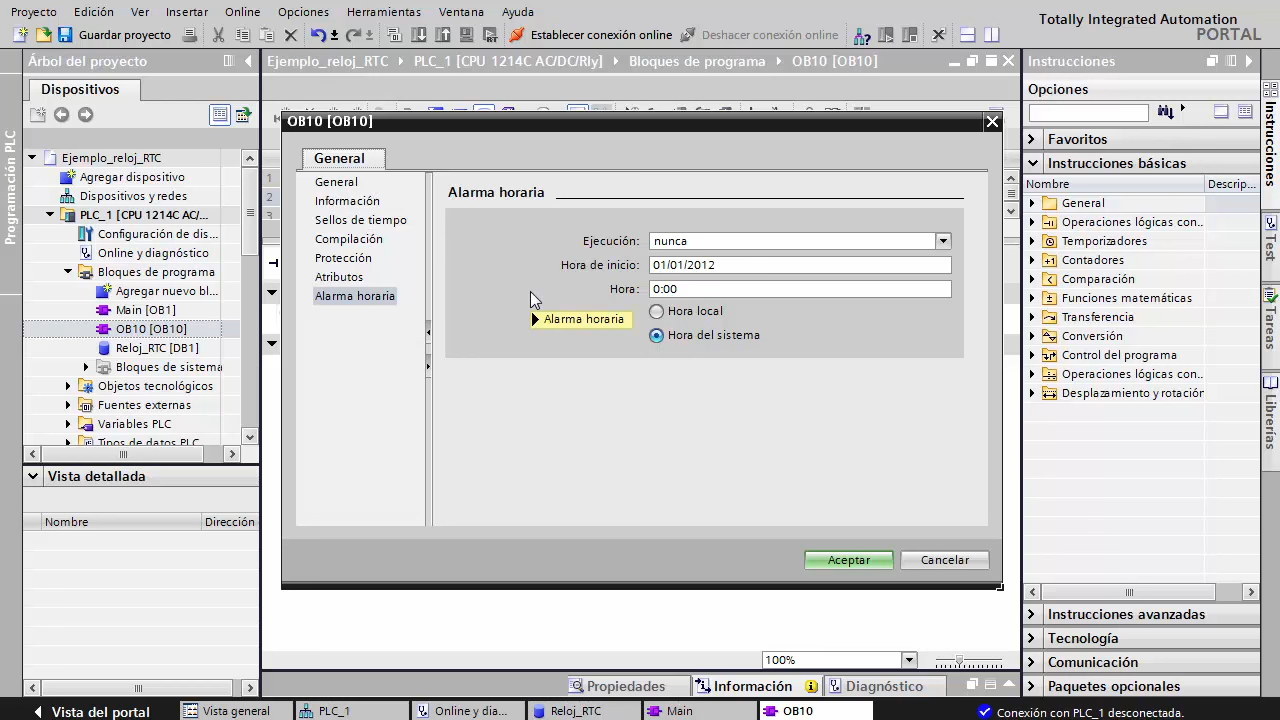 Proyecto Edición Ver Insertar Online Opciones Herramientas Ventana Ayuda
Totally Integrated Automation
PORTAL
Guardar proyecto
Establecer conexión online
Deshacer conexión online
Árbol del proyecto
Ejemplo_reloj_RTC PLC_1 [CPU 1214C AC/DC/Rly] Bloques de programa OB10 [OB10]
Instrucciones
Dispositivos
Opciones
Programación PLC
Ejemplo_reloj_RTC
Agregar dispositivo
Dispositivos y redes
PLC_1 [CPU 1214C AC/...
Configuración de dis...
Online y diagnóstico
Bloques de programa
Agregar nuevo bl...
Main [OB1]
OB10 [OB10]
Reloj_RTC [DB1]
Bloques de sistema
Objetos tecnológicos
Fuentes externas
Variables PLC
Tipos de datos PLC
Vista detallada
Nombre Dirección
1
2
3
OB10 [OB10]
General
General
Información
Sellos de tiempo
Compilación
Protección
Atributos
Alarma horaria
Alarma horaria
Ejecución: nunca
Hora de inicio: 01/01/2012
Hora: 0:00
Hora local
Hora del sistema
Alarma horaria
Aceptar
Cancelar
100%
Propiedades
Información
Diagnóstico
Favoritos
Instrucciones básicas
Nombre Descrip...
General
Operaciones lógicas con...
Temporizadores
Contadores
Comparación
Funciones matemáticas
Transferencia
Conversión
Control del programa
Operaciones lógicas con...
Desplazamiento y rotación
Instrucciones avanzadas
Tecnología
Comunicación
Paquetes opcionales
Instrucciones
Test
Tareas
Librerías
Vista del portal
Vista general
PLC_1
Online y dia...
Reloj_RTC
Main
OB10
Conexión con PLC_1 desconectada.